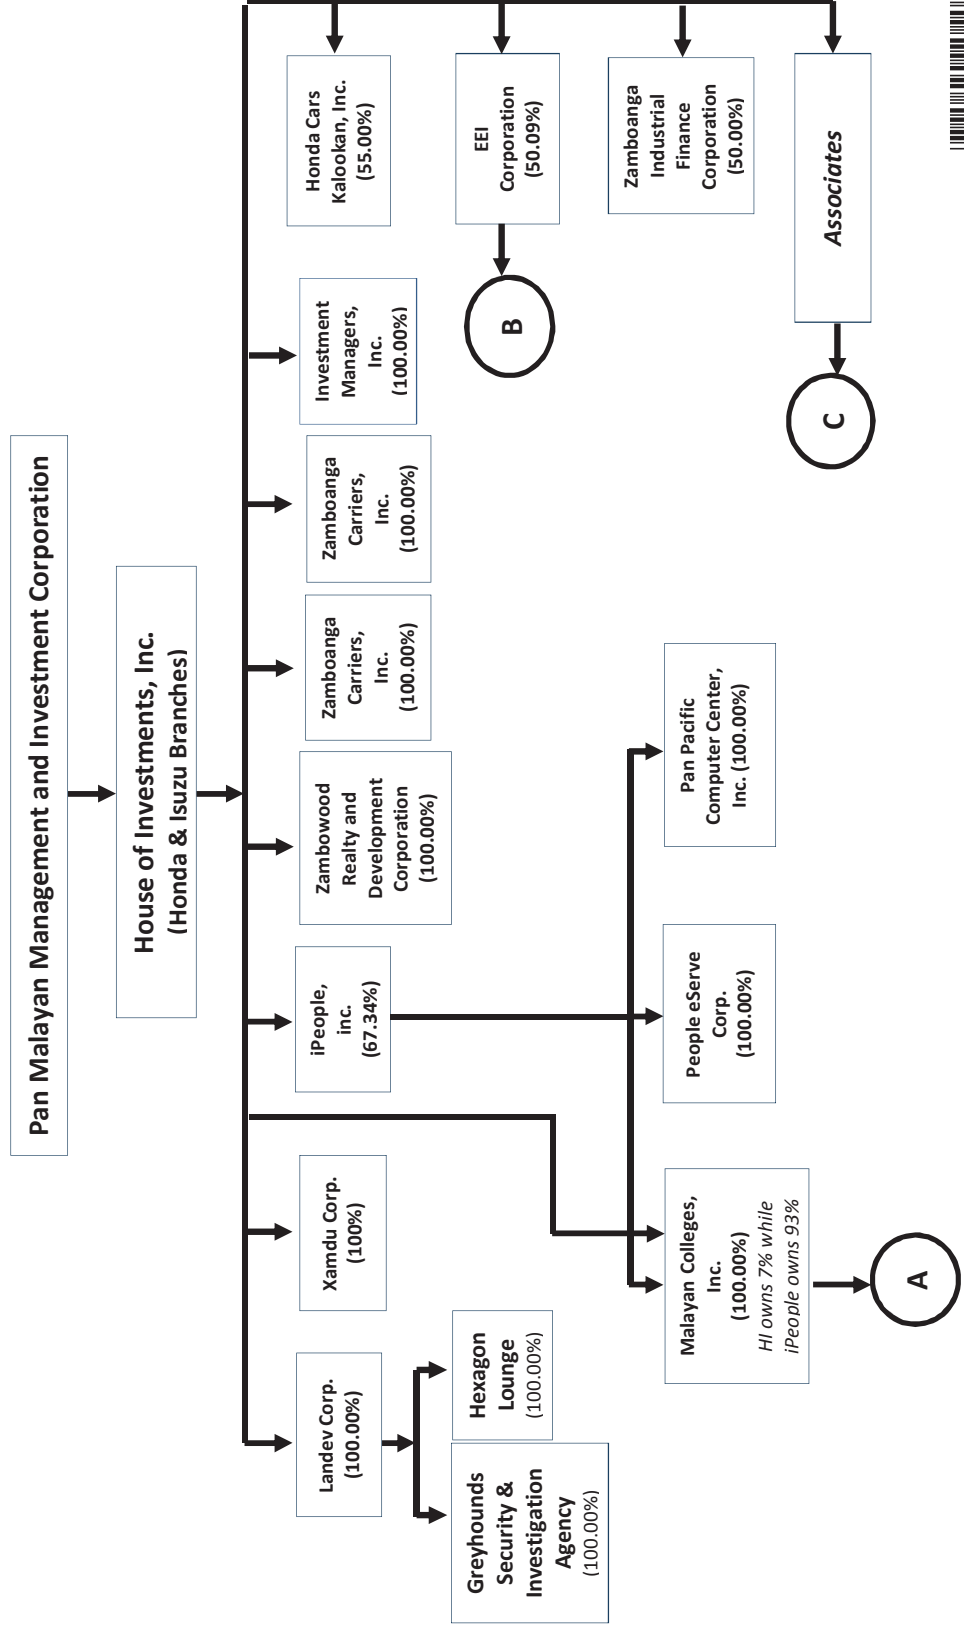 Pan Malayan Management and Investment Corporation
House of Investments, Inc.
(Honda & Isuzu Branches)
Landev Corp.
(100.00%)
Xamdu Corp.
(100%)
iPeople,
inc.
(67.34%)
Zambowood
Realty and
Development
Corporation
(100.00%)
Zamboanga
Carriers,
Inc.
(100.00%)
Zamboanga
Carriers,
Inc.
(100.00%)
Investment
Managers,
Inc.
(100.00%)
Honda Cars
Kalookan, Inc.
(55.00%)
Greyhounds
Security &
Investigation
Agency
(100.00%)
Hexagon
Lounge
(100.00%)
EEI
Corporation
(50.09%)
B
Malayan Colleges,
Inc.
(100.00%)
HI owns 7% while
iPeople owns 93%
People eServe
Corp.
(100.00%)
Pan Pacific
Computer Center,
Inc. (100.00%)
Zamboanga
Industrial
Finance
Corporation
(50.00%)
A
C
Associates